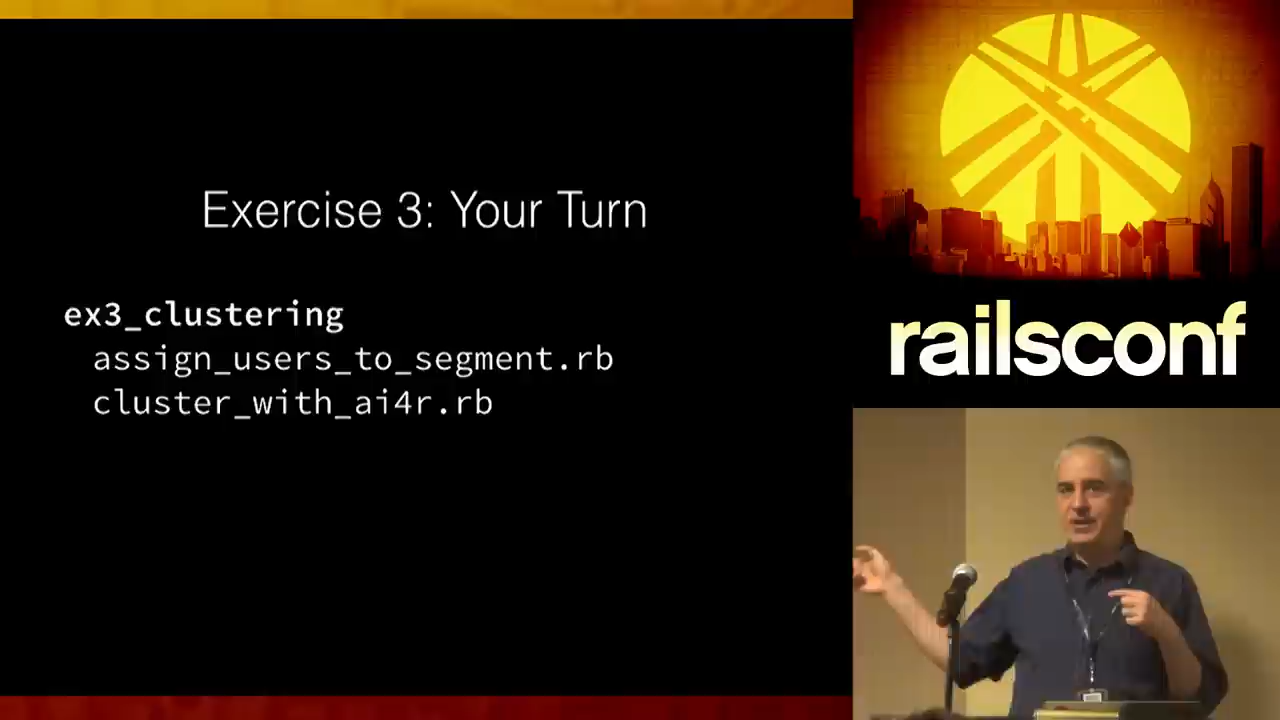 Exercise 3: Your Turn
ex3_clustering
assign_users_to_segment.rb
cluster_with_ai4r.rb
railsconf